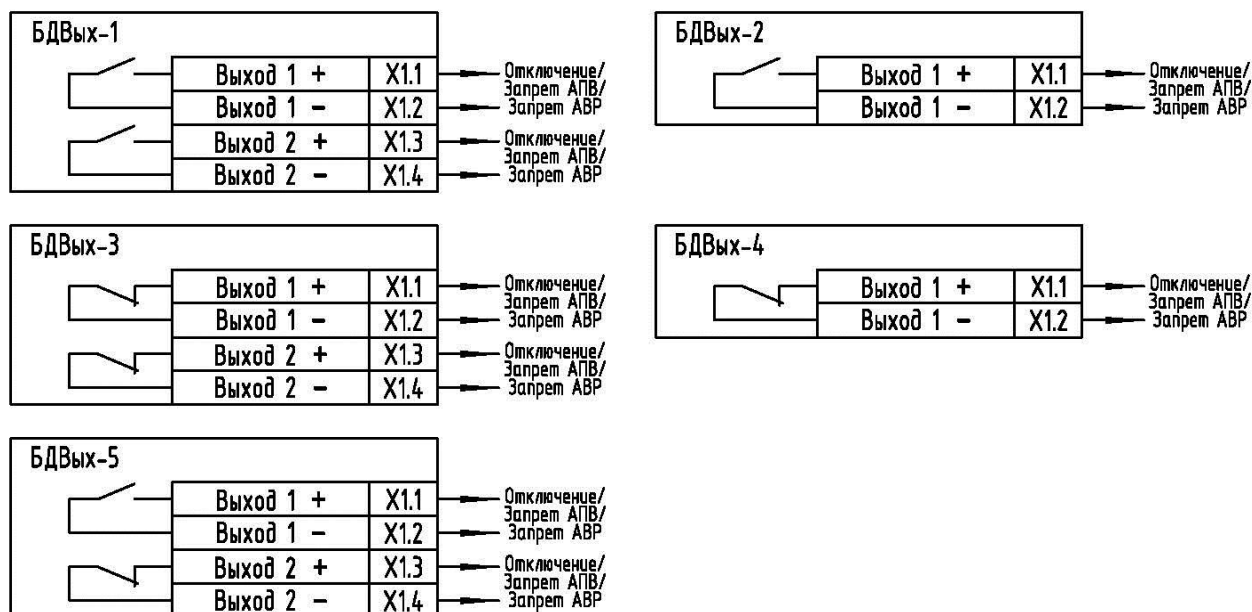 БДВых-1
Выход 1 + X1.1
Выход 1 - X1.2
Выход 2 + X1.3
Выход 2 - X1.4
Отключение/
Запрет АПВ/
Запрет АВР
Отключение/
Запрет АПВ/
Запрет АВР
БДВых-2
Выход 1 + X1.1
Выход 1 - X1.2
Отключение/
Запрет АПВ/
Запрет АВР
БДВых-3
Выход 1 + X1.1
Выход 1 - X1.2
Выход 2 + X1.3
Выход 2 - X1.4
Отключение/
Запрет АПВ/
Запрет АВР
Отключение/
Запрет АПВ/
Запрет АВР
БДВых-4
Выход 1 + X1.1
Выход 1 - X1.2
Отключение/
Запрет АПВ/
Запрет АВР
БДВых-5
Выход 1 + X1.1
Выход 1 - X1.2
Выход 2 + X1.3
Выход 2 - X1.4
Отключение/
Запрет АПВ/
Запрет АВР
Отключение/
Запрет АПВ/
Запрет АВР